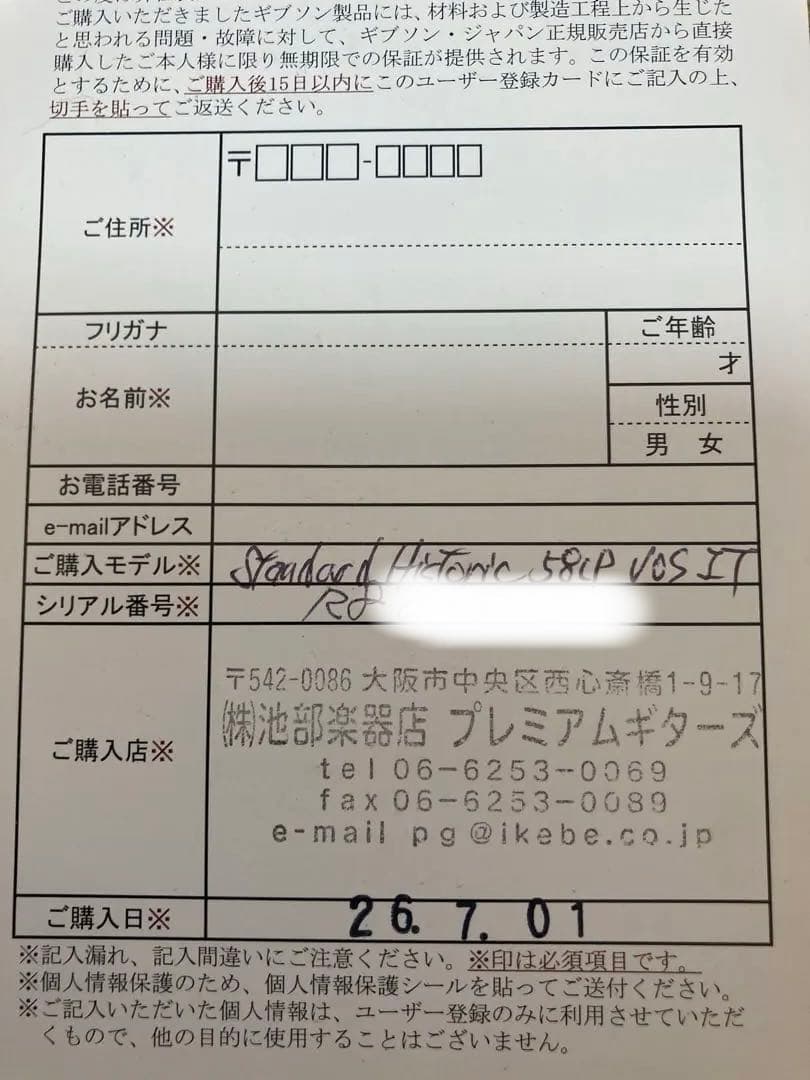 ご購入いただきましたギブソン製品には、材料および製造工程上から生じた
と思われる問題・故障に対して、ギブソン・ジャパン正規販売店から直接
購入したご本人様に限り無期限での保証が提供されます。この保証を有効
とするために、ご購入後15日以内にこのユーザー登録カードにご記入の上、
切手を貼ってご返送ください。
ご住所※
〒□□□-□□□□
フリガナ
ご年齢
才
お名前※
性別
男 女
お電話番号
e-mailアドレス
ご購入モデル※ Standard Historic 58LP VOS IT
シリアル番号※ R8
ご購入店※
〒542-0086 大阪市中央区西心斎橋1-9-17
㈱池部楽器店 プレミアムギターズ
tel 06-6253-0069
fax 06-6253-0089
e-mail pg@ikebe.co.jp
ご購入日※ 26. 7. 01
※記入漏れ、記入間違いにご注意ください。※印は必須項目です。
※個人情報保護のため、個人情報保護シールを貼ってご送付ください。
※ご記入いただいた個人情報は、ユーザー登録のみに利用させていただ
くもので、他の目的に使用することはございません。